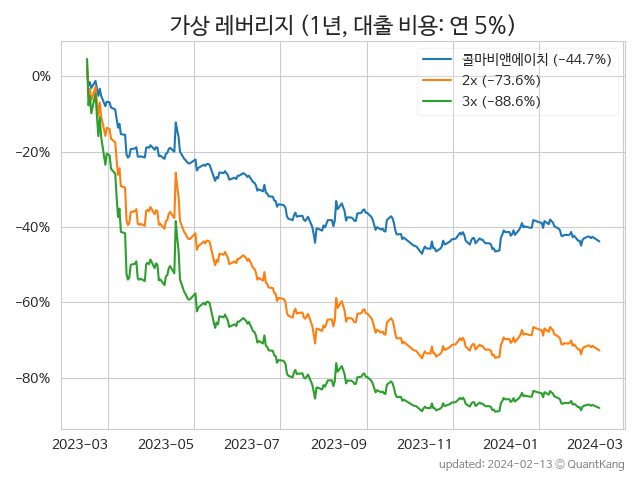 가상 레버리지 (1년, 대출 비용: 연 5%)
콜마비앤에이치 (−44.7%)
2x (−73.6%)
3x (−88.6%)
0%
−20%
−40%
−60%
−80%
2023-03 2023-05 2023-07 2023-09 2023-11 2024-01 2024-03
updated: 2024-02-13 © QuantKang